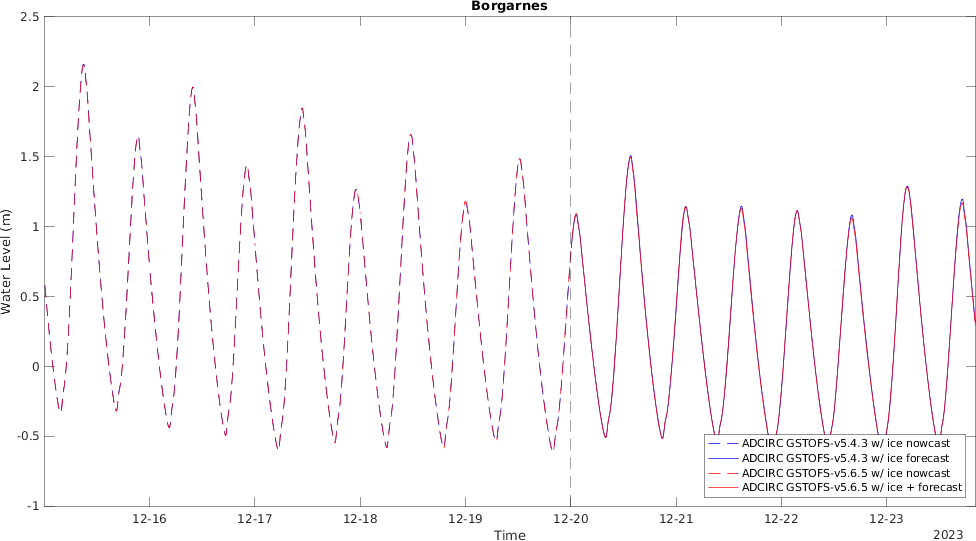 Borgarnes
2.5
2
1.5
1
0.5
0
-0.5
-1
Water Level (m)
ADCIRC GSTOFS-v5.4.3 w/ ice nowcast
ADCIRC GSTOFS-v5.4.3 w/ ice forecast
ADCIRC GSTOFS-v5.6.5 w/ ice nowcast
ADCIRC GSTOFS-v5.6.5 w/ ice + forecast
12-16 12-17 12-18 12-19 12-20 12-21 12-22 12-23
Time
2023